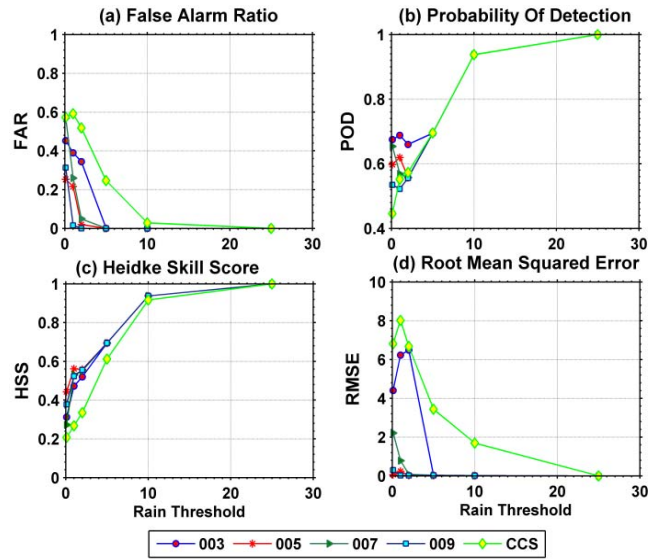 (a) False Alarm Ratio
FAR
1
0.8
0.6
0.4
0.2
0
0 10 20 30
(b) Probability Of Detection
POD
1
0.8
0.6
0.4
0 10 20 30
(c) Heidke Skill Score
HSS
1
0.8
0.6
0.4
0.2
0
0 10 20 30
Rain Threshold
(d) Root Mean Squared Error
RMSE
10
8
6
4
2
0
0 10 20 30
Rain Threshold
003 005 007 009 CCS